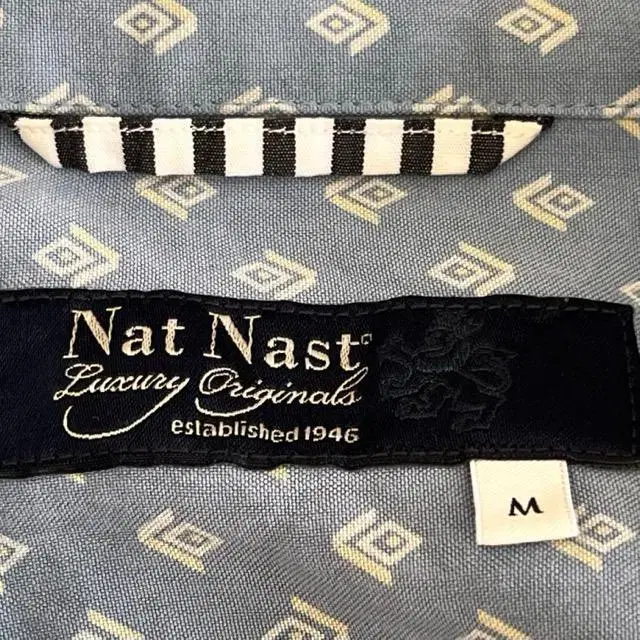 Nat Nast
Luxury Originals
established 1946
M